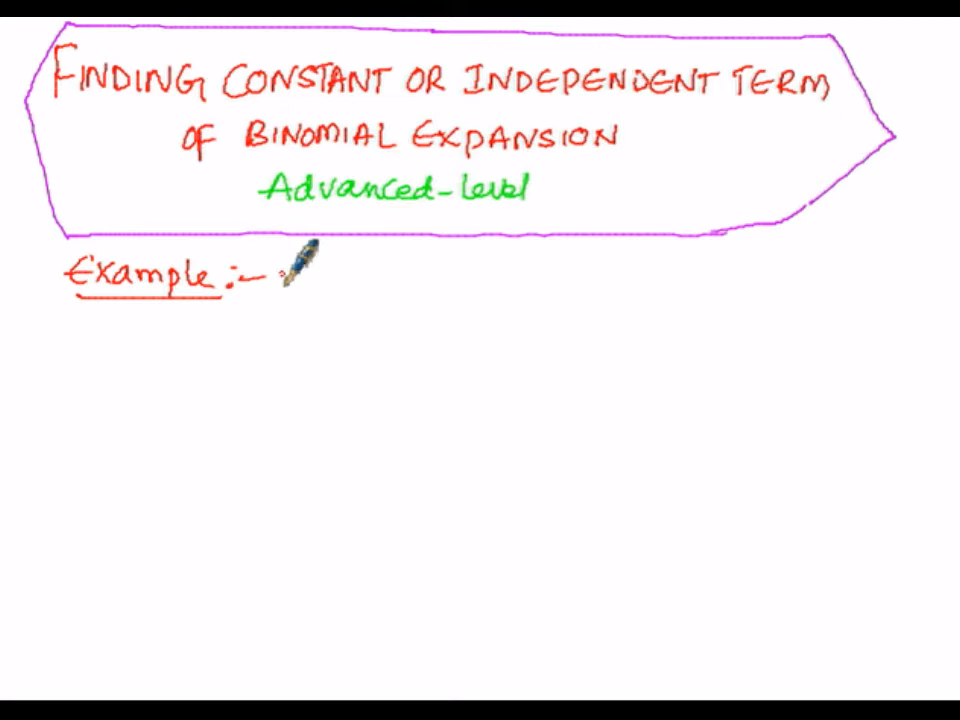 FINDING CONSTANT OR INDEPENDENT TERM
OF BINOMIAL EXPANSION
Advanced-level
Example:-